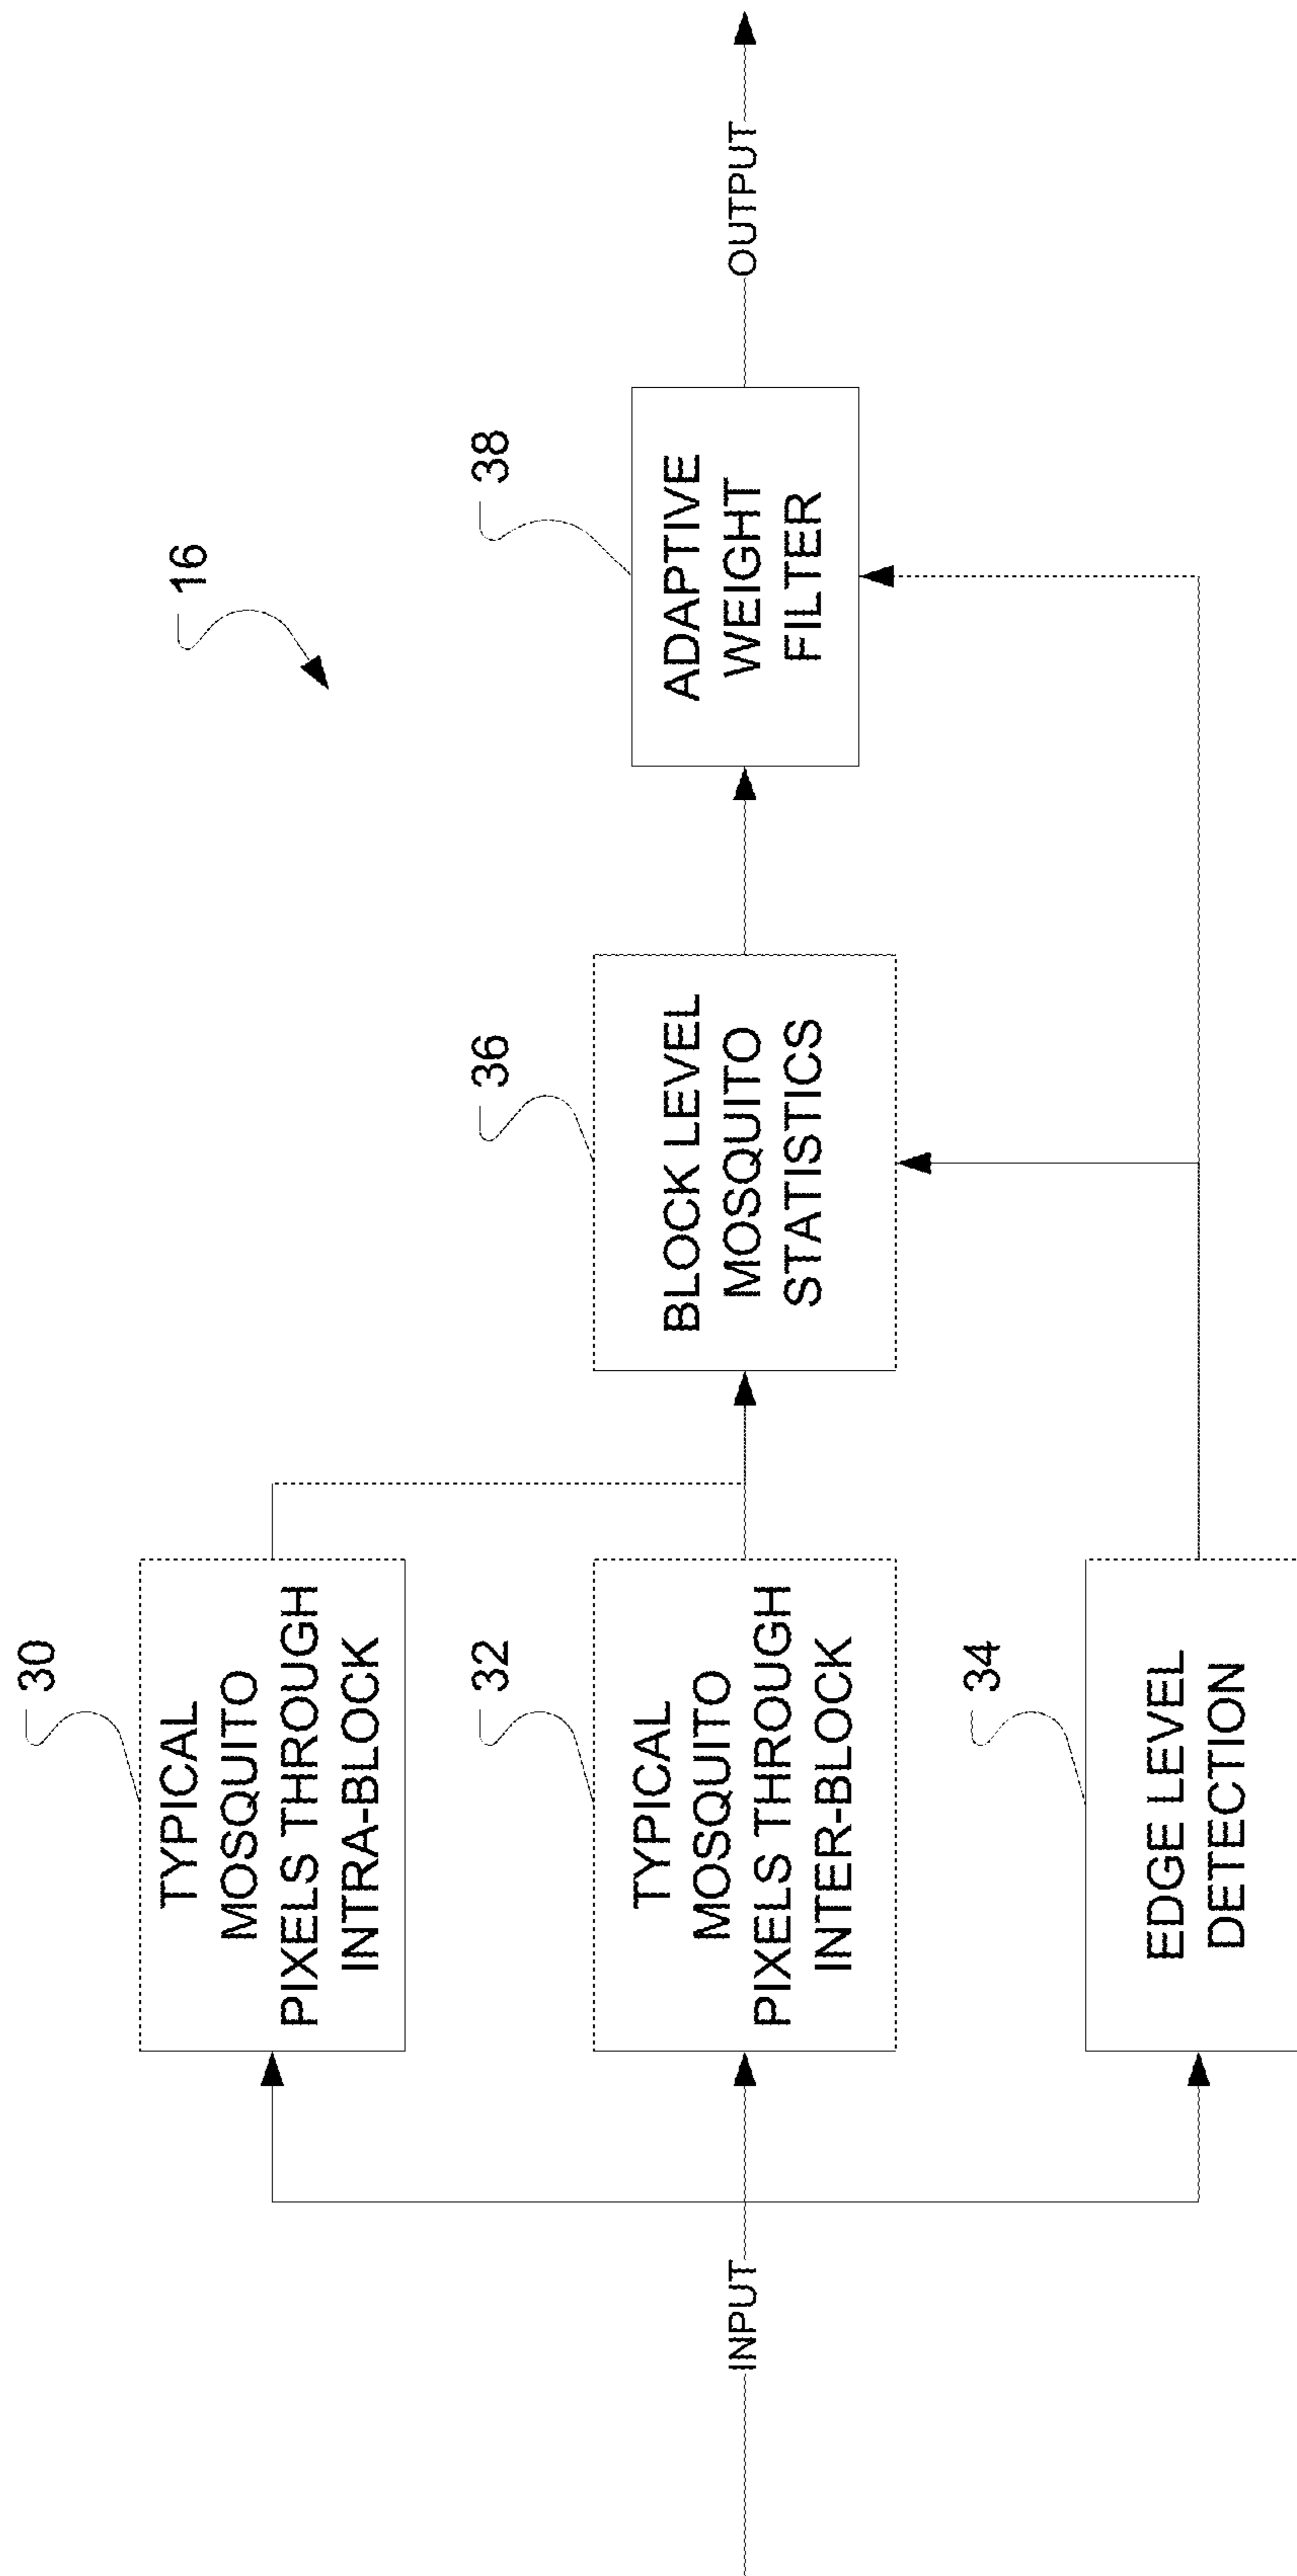 16
30
TYPICAL
MOSQUITO
PIXELS THROUGH
INTRA-BLOCK
32
TYPICAL
MOSQUITO
PIXELS THROUGH
INTER-BLOCK
34
EDGE LEVEL
DETECTION
36
BLOCK LEVEL
MOSQUITO
STATISTICS
38
ADAPTIVE
WEIGHT
FILTER
INPUT
OUTPUT